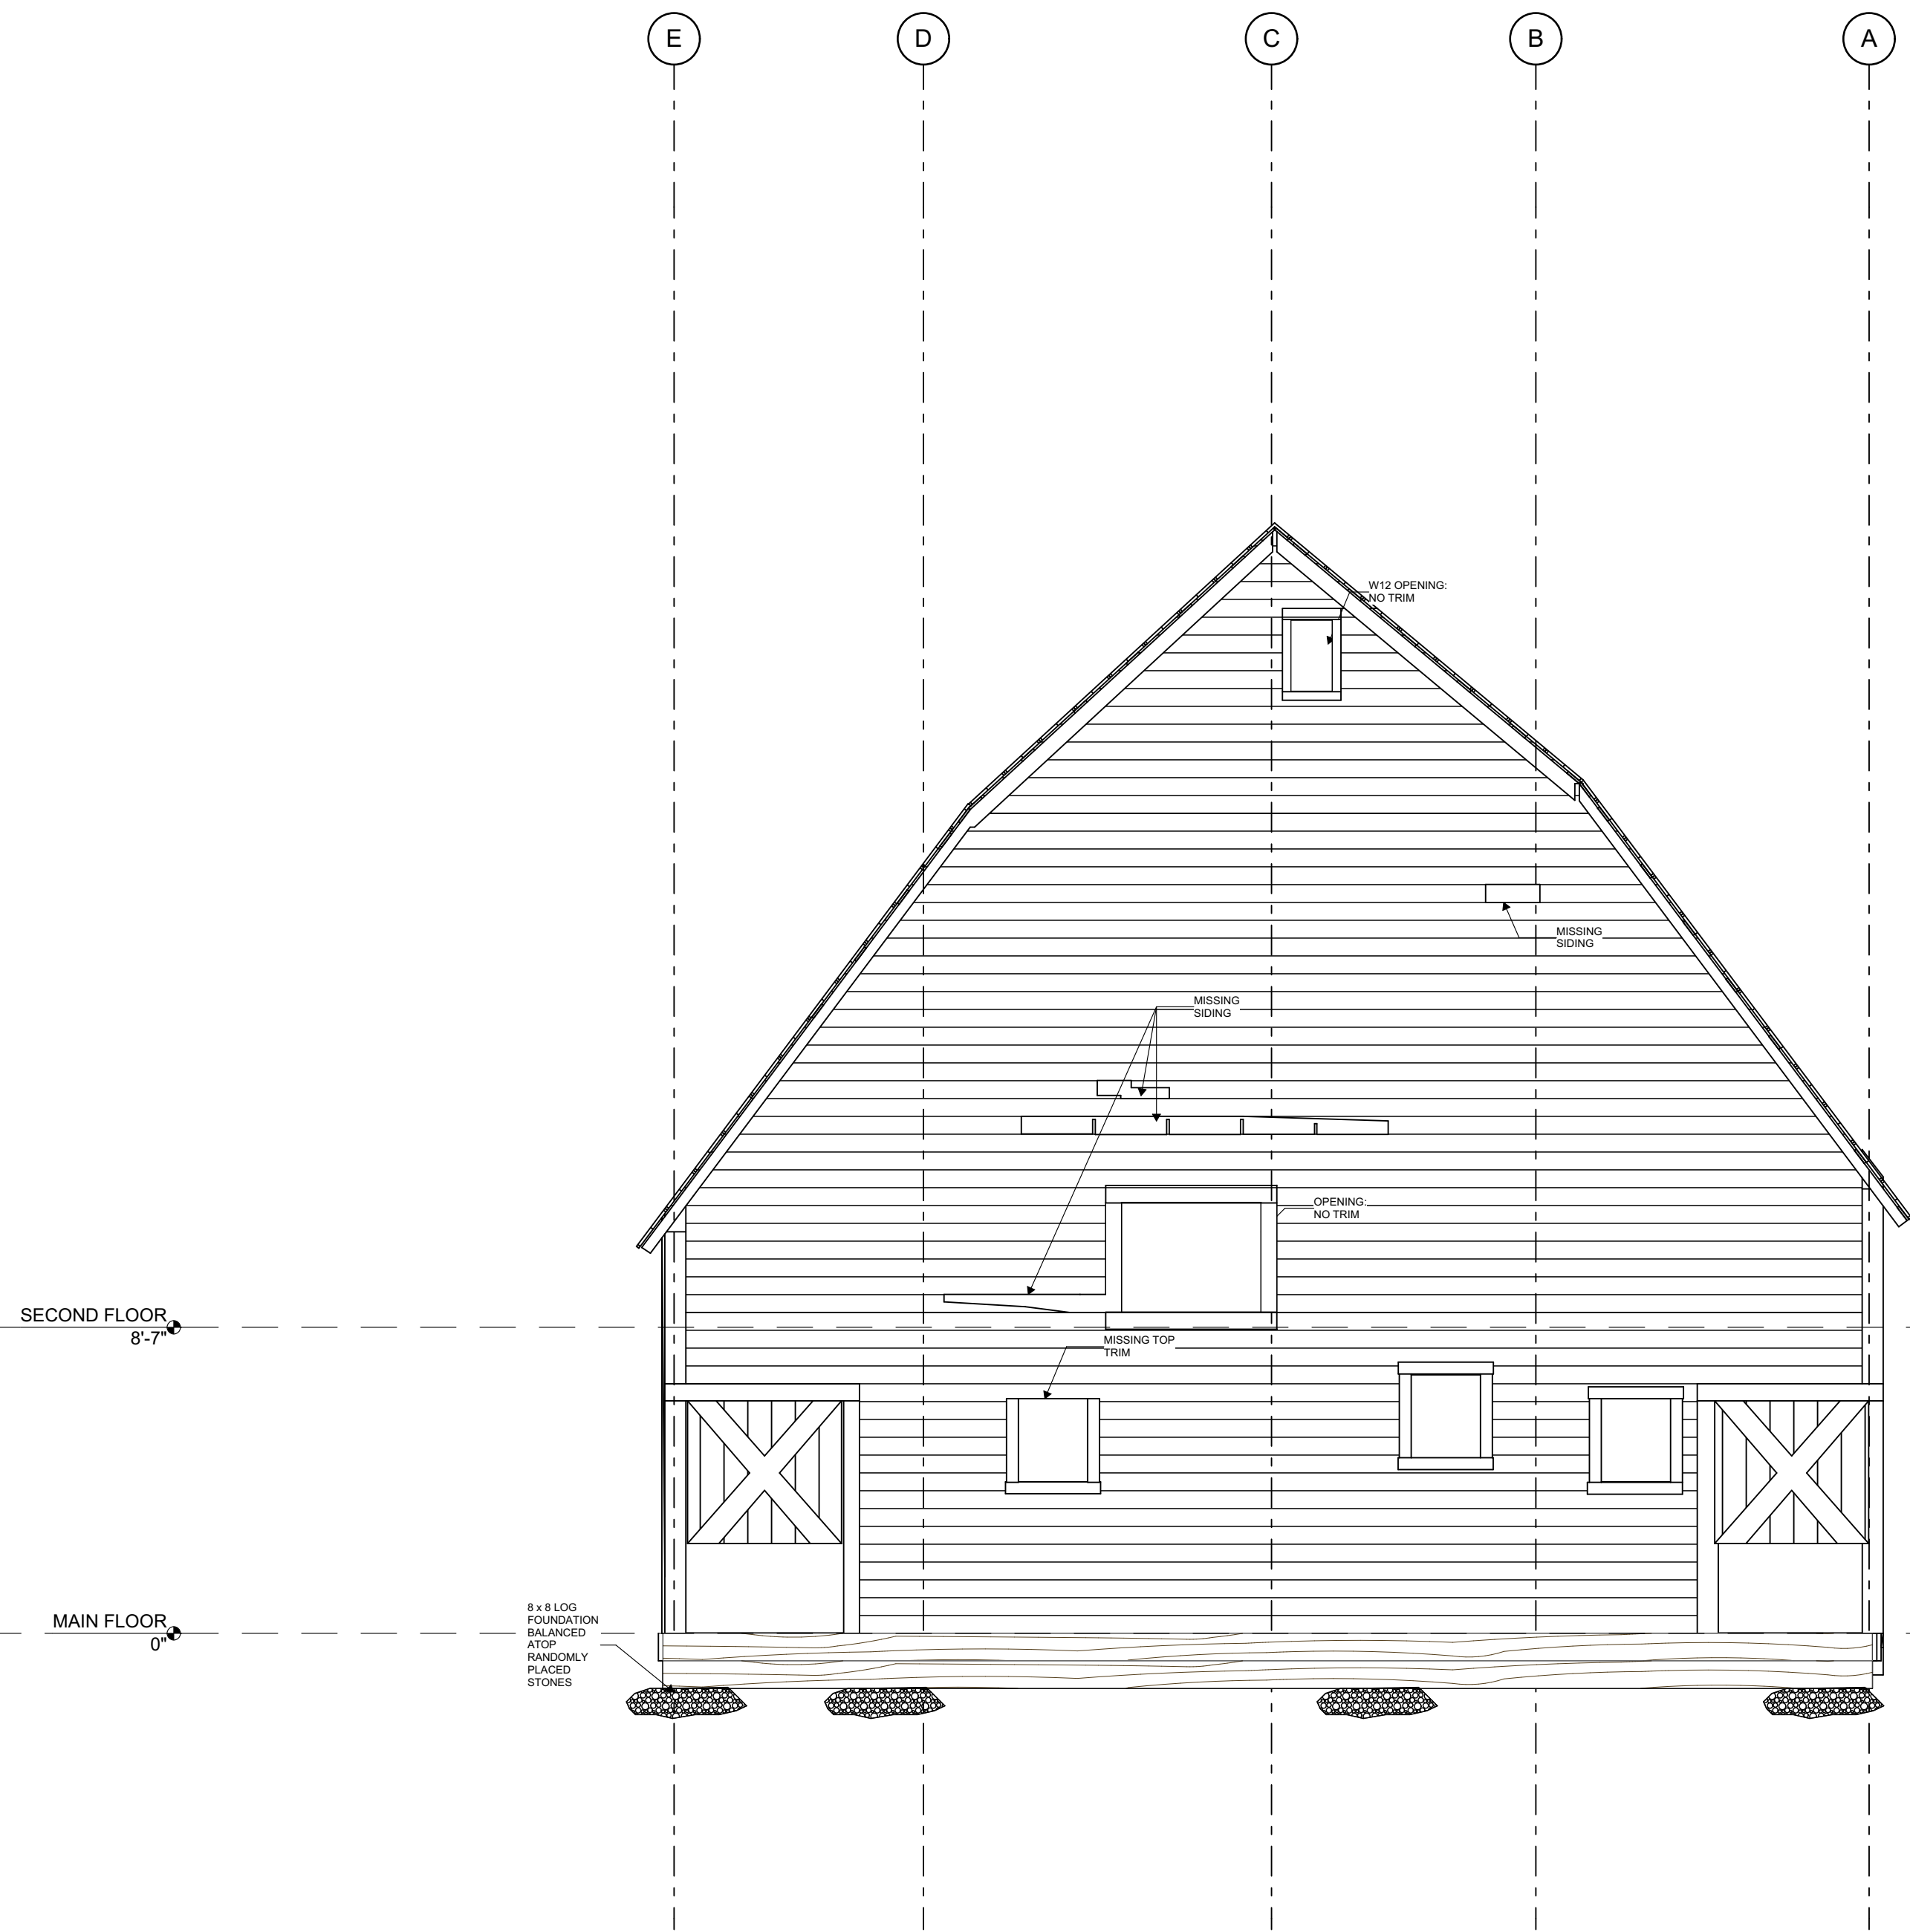 E
D
C
B
A
W12 OPENING:
NO TRIM
MISSING
SIDING
MISSING
SIDING
OPENING:
NO TRIM
SECOND FLOOR
8'-7"
MISSING TOP
TRIM
MAIN FLOOR
0"
8 x 8 LOG
FOUNDATION
BALANCED
ATOP
RANDOMLY
PLACED
STONES